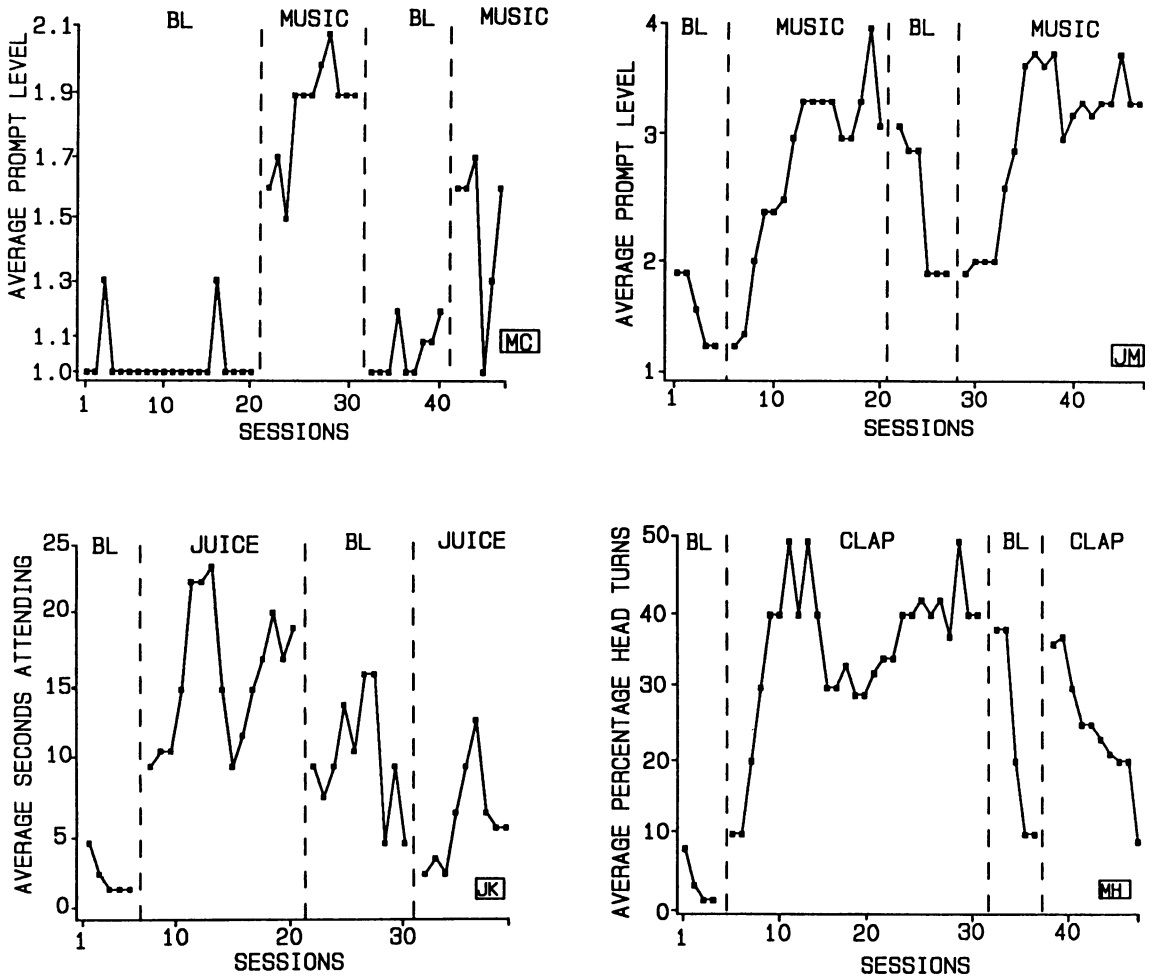 BL MUSIC BL MUSIC
AVERAGE PROMPT LEVEL
2.1
1.9
1.7
1.5
1.3
1.1
1.0
MC
1 10 20 30 40
SESSIONS
BL MUSIC BL MUSIC
AVERAGE PROMPT LEVEL
4
3
2
1
JM
1 10 20 30 40
SESSIONS
BL JUICE BL JUICE
AVERAGE SECONDS ATTENDING
25
20
15
10
5
0
JK
1 10 20 30
SESSIONS
BL CLAP BL CLAP
AVERAGE PERCENTAGE HEAD TURNS
50
40
30
20
10
0
MH
1 10 20 30 40
SESSIONS